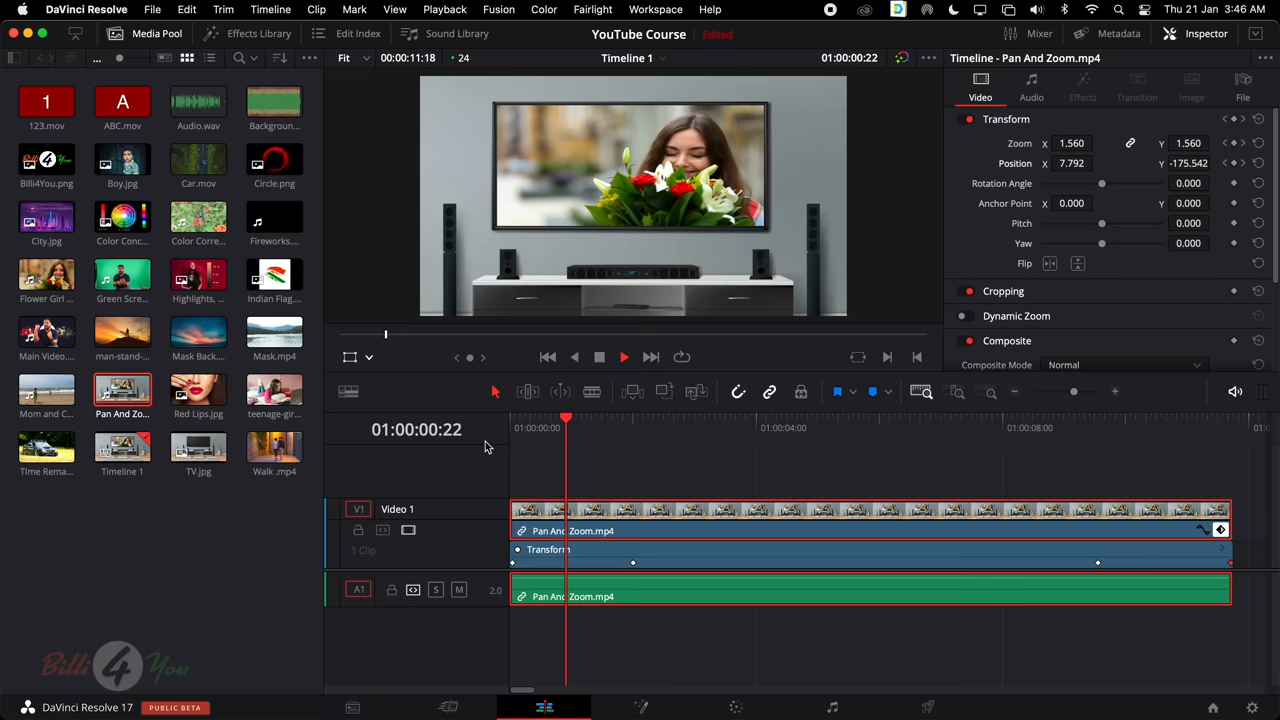 DaVinci Resolve File Edit Trim Timeline Clip Mark View Playback Fusion Color Fairlight Workspace Help Thu 21 Jan 3:46 AM
Media Pool Effects Library Edit Index Sound Library YouTube Course Edited Mixer Metadata Inspector
... Fit 00:00:11:18 24 Timeline 1 01:00:00:22 Timeline - Pan And Zoom.mp4
Video Audio Effects Transition Image File
1 A
123.mov ABC.mov Audio.wav Backgroun...
Billi4You.png Boy.jpg Car.mov Circle.png
City.jpg Color Conc... Color Corre... Fireworks....
Flower Girl ... Green Scre... Highlights, ... Indian Flag....
Main Video.... man-stand-... Mask Back.... Mask.mp4
Mom and C... Pan And Zo... Red Lips.jpg teenage-gir...
TIme Rema... Timeline 1 TV.jpg Walk .mp4
Transform
Zoom X 1.560 Y 1.560
Position X 7.792 Y -175.542
Rotation Angle 0.000
Anchor Point X 0.000 Y 0.000
Pitch 0.000
Yaw 0.000
Flip
Cropping
Dynamic Zoom
Composite
Composite Mode Normal
01:00:00:22 01:00:00:00 01:00:04:00 01:00:08:00 01:
V1 Video 1
Pan And Zoom.mp4
1 Clip Transform
A1 S M 2.0 Pan And Zoom.mp4
Billi 4 You
DaVinci Resolve 17 PUBLIC BETA